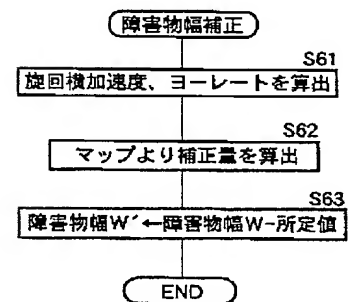 障害物幅補正
S61
旋回横加速度、ヨーレートを算出
S62
マップより補正量を算出
S63
障害物幅W´←障害物幅W-所定値
END